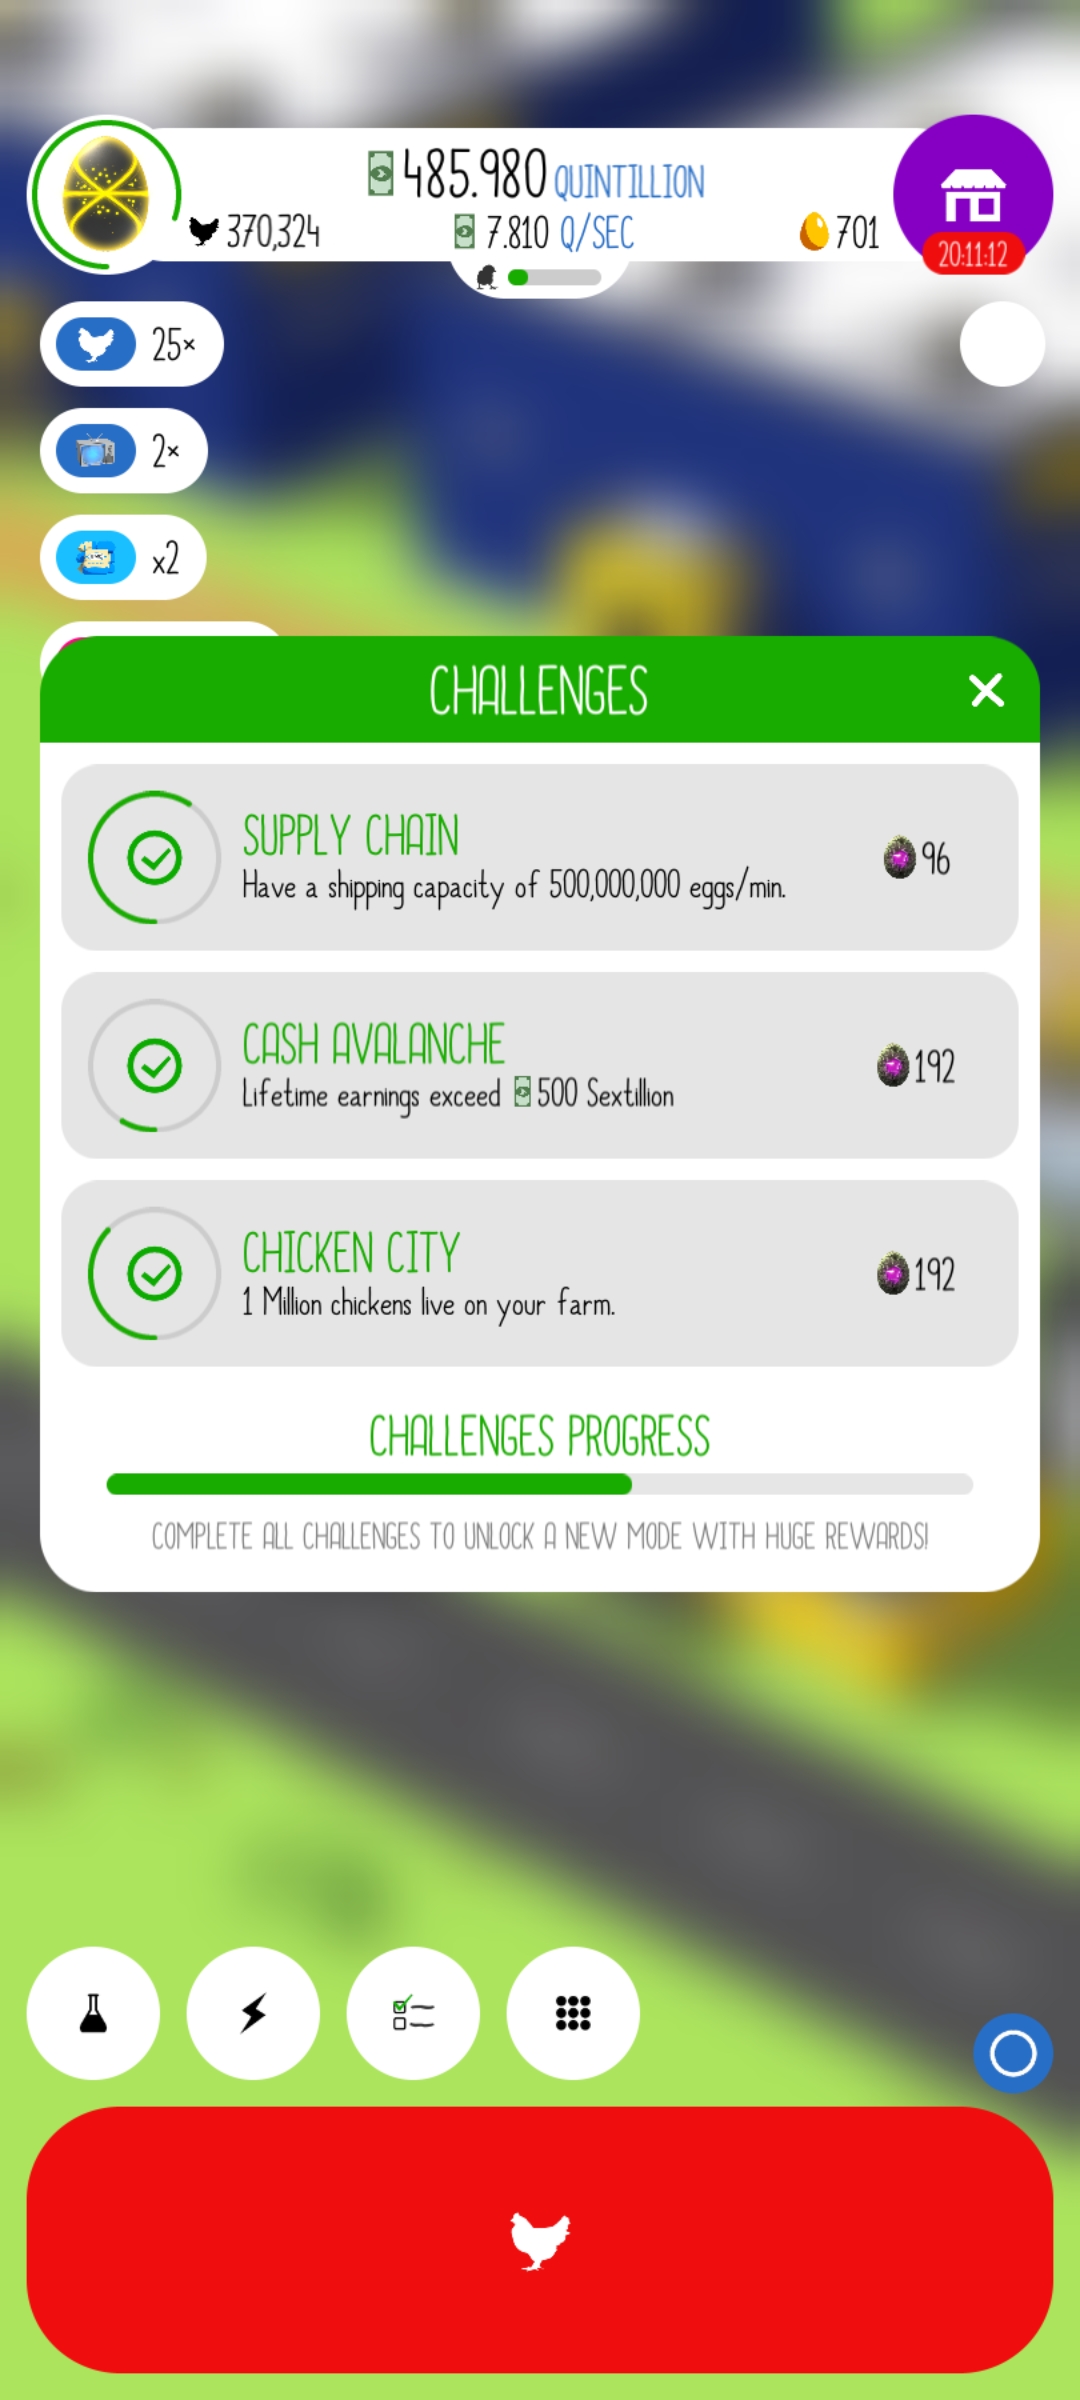 485.980 QUINTILLION
370,324 7.810 Q/SEC 701
20:11:12
25×
2×
x2
CHALLENGES
SUPPLY CHAIN
Have a shipping capacity of 500,000,000 eggs/min.
96
CASH AVALANCHE
Lifetime earnings exceed 500 Sextillion
192
CHICKEN CITY
1 Million chickens live on your farm.
192
CHALLENGES PROGRESS
COMPLETE ALL CHALLENGES TO UNLOCK A NEW MODE WITH HUGE REWARDS!